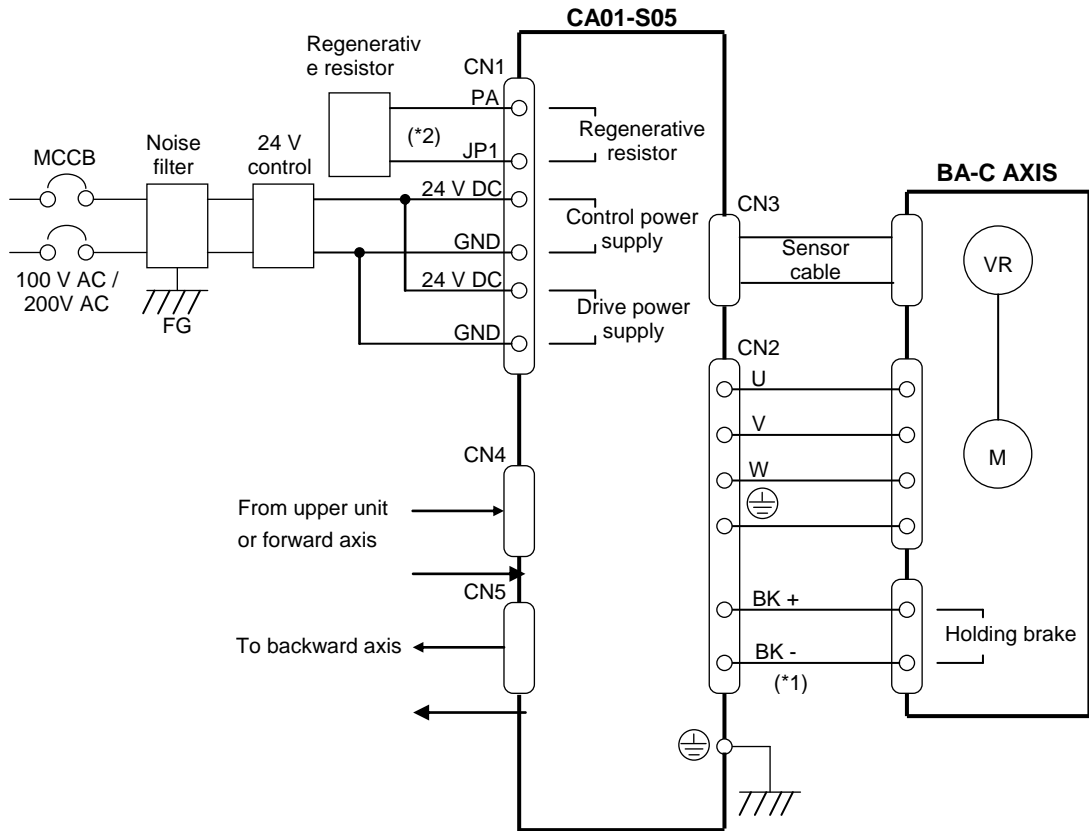 CA01-S05
Regenerativ
e resistor
CN1
PA
(*2)
JP1
Regenerative
resistor
MCCB
Noise
filter
24 V
control
24 V DC
GND
Control power
supply
24 V DC
GND
Drive power
supply
100 V AC /
200V AC
FG
BA-C AXIS
CN3
Sensor
cable
VR
M
CN2
U
V
W
CN4
From upper unit
or forward axis
CN5
To backward axis
BK +
BK -
(*1)
Holding brake